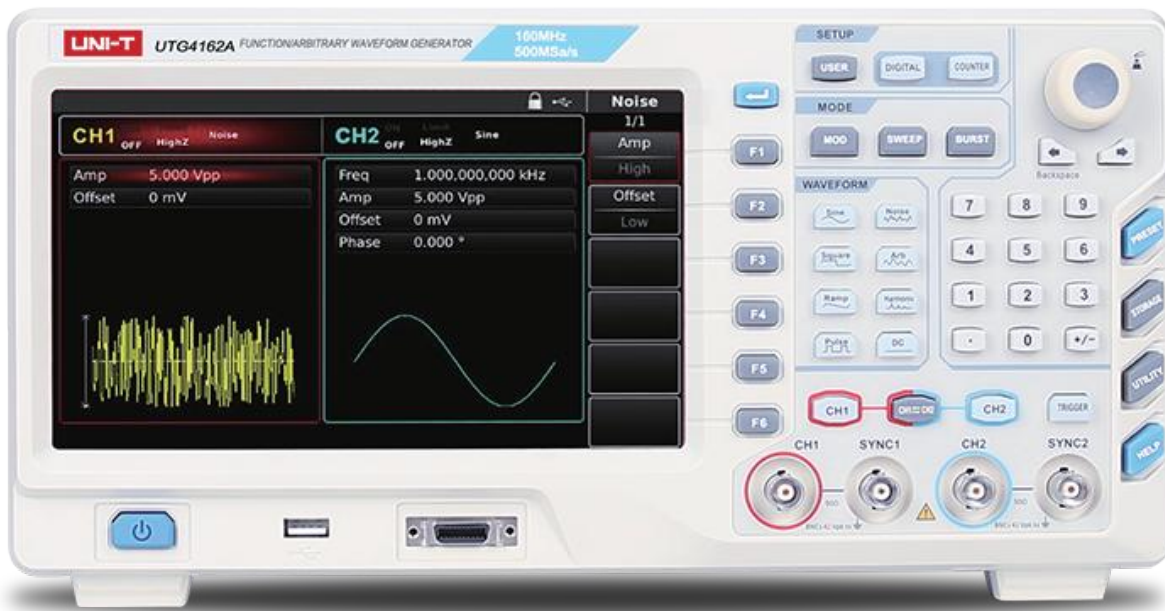 UNI-T UTG4162A FUNCTION/ARBITRARY WAVEFORM GENERATOR
160MHz
500MSa/s
CH1 OFF HighZ Noise
CH2 OFF HighZ Sine
Amp 5.000 Vpp
Offset 0 mV
Freq 1.000,000,000 kHz
Amp 5.000 Vpp
Offset 0 mV
Phase 0.000 °
Noise
1/1
Amp
High
Offset
Low
F1
F2
F3
F4
F5
F6
SETUP
USER DIGITAL COUNTER
MODE
MOD SWEEP BURST
Backspace
WAVEFORM
Sine Noise
Square Arb
Ramp Harmonic
Pulse DC
7 8 9
4 5 6
1 2 3
. 0 +/-
PRESET
STORAGE
UTILITY
HELP
CH1 CH2 TRIGGER
CH1 SYNC1 CH2 SYNC2
50Ω 50Ω